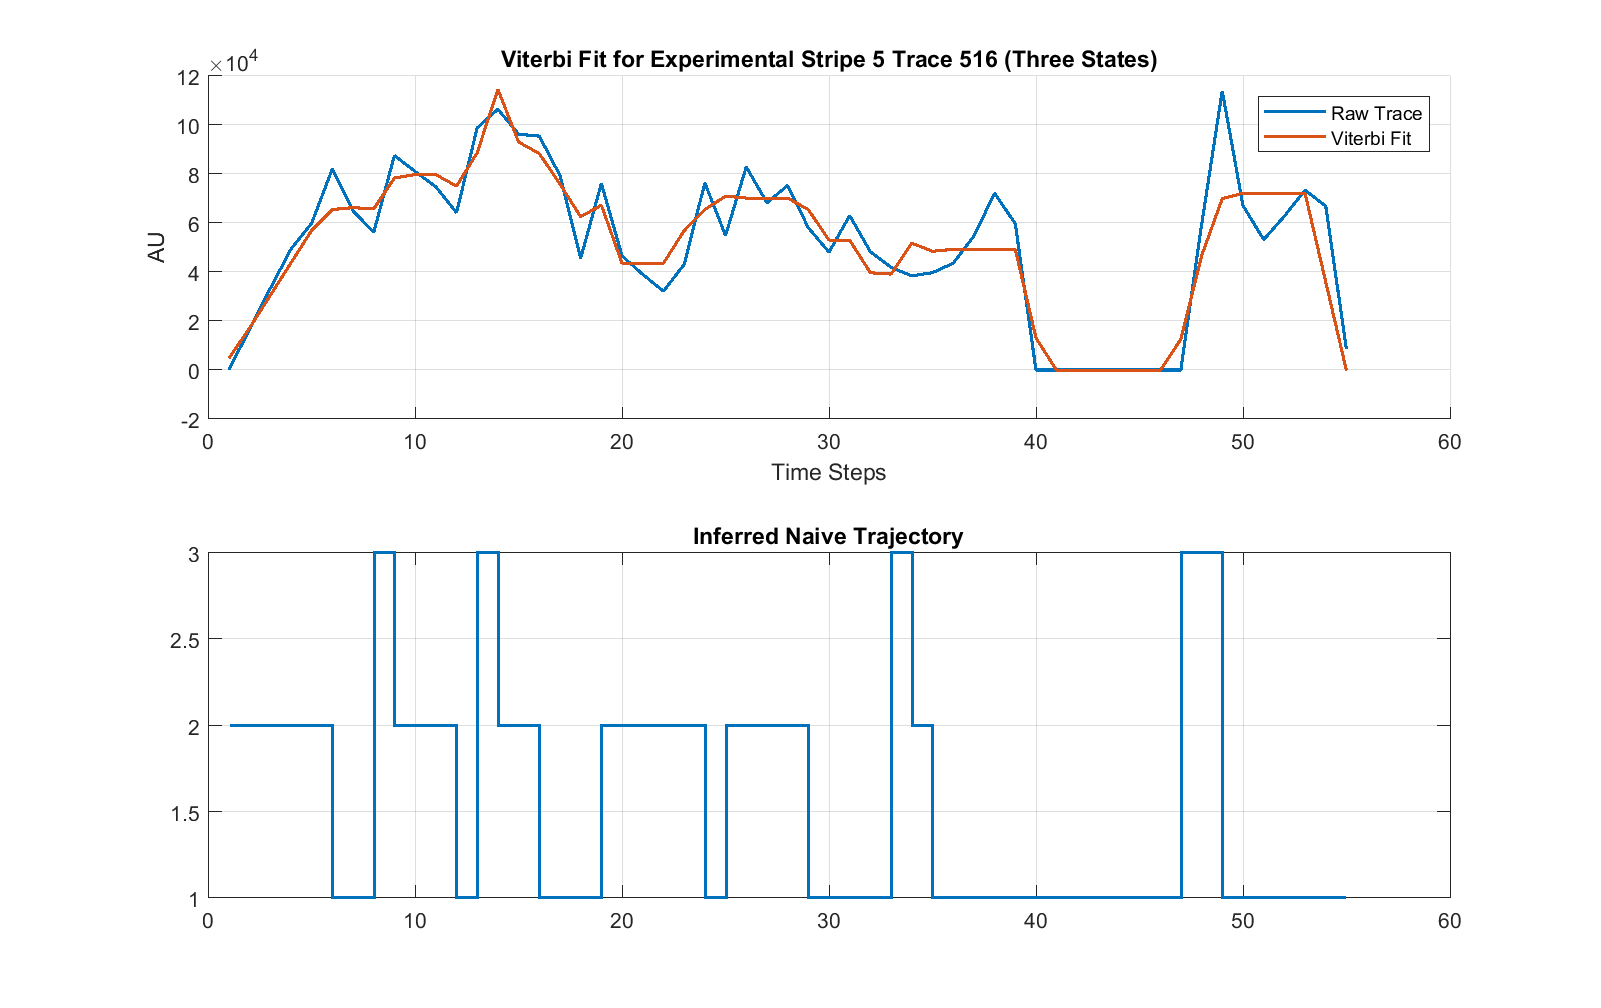 Viterbi Fit for Experimental Stripe 5 Trace 516 (Three States)
×10^4
12
10
8
6
4
2
0
-2
AU
Raw Trace
Viterbi Fit
0 10 20 30 40 50 60
Time Steps
Inferred Naive Trajectory
3
2.5
2
1.5
1
0 10 20 30 40 50 60